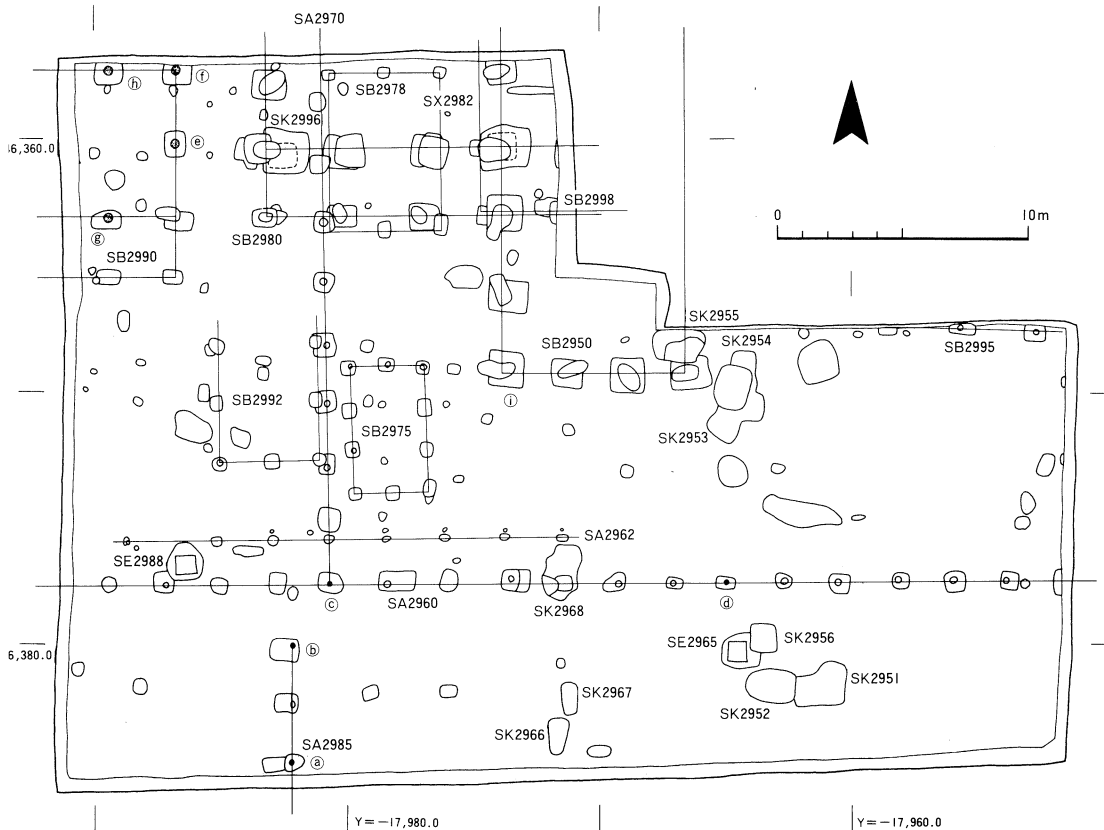 SA2970
ⓗ
ⓕ
SB2978
SX2982
SK2996
ⓔ
46,360.0
SB2998
ⓖ
SB2980
SB2990
0
10m
SK2955
SK2954
SB2950
SB2995
ⓘ
SB2992
SB2975
SK2953
SA2962
SE2988
ⓒ
SA2960
SK2968
ⓓ
ⓑ
6,380.0
SE2965
SK2956
SK2967
SK2951
SK2952
SK2966
SA2985
ⓐ
Y=-17,980.0
Y=-17,960.0